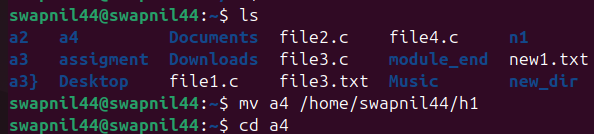 swapnil44@swapnil44:~$ ls
a2   a4         Documents  file2.c    file4.c     n1
a3   assigment  Downloads  file3.c    module_end  new1.txt
a3}  Desktop    file1.c    file3.txt  Music       new_dir
swapnil44@swapnil44:~$ mv a4 /home/swapnil44/h1
swapnil44@swapnil44:~$ cd a4